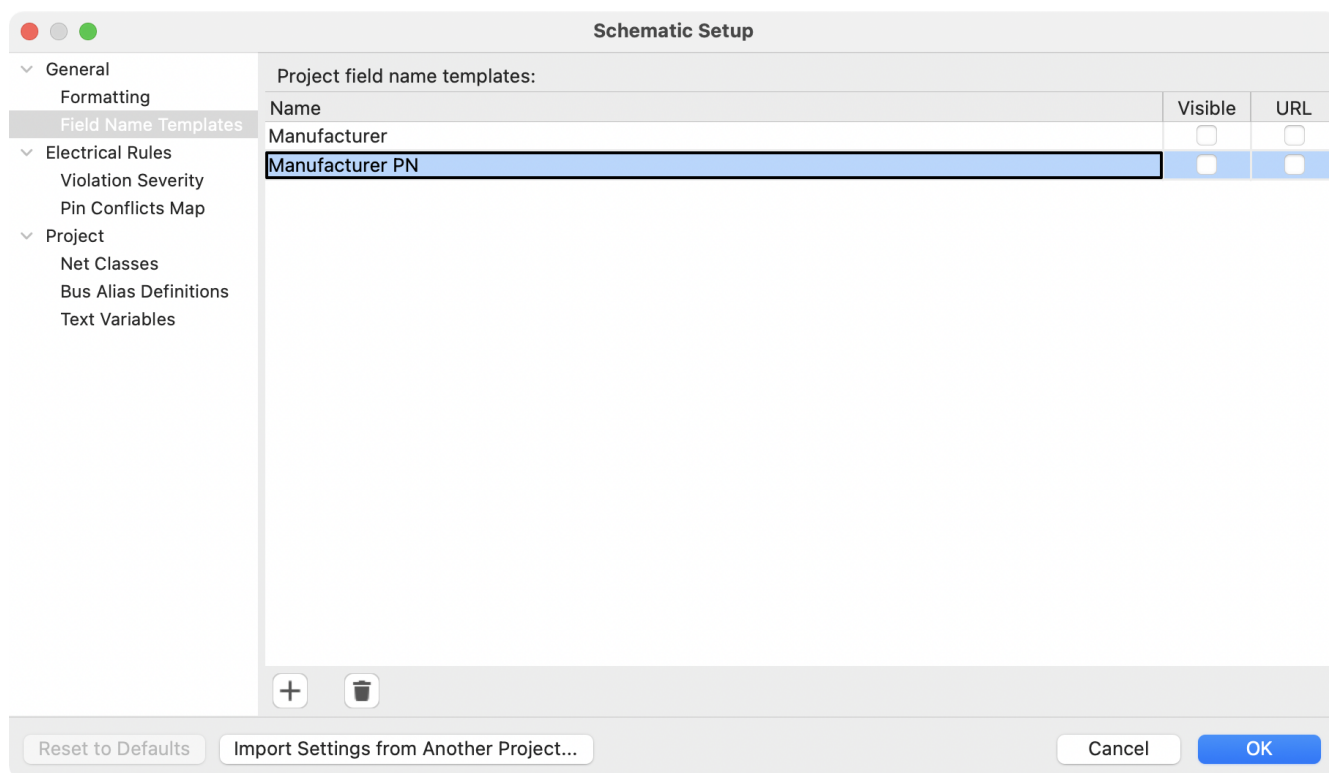 Schematic Setup
General
Formatting
Field Name Templates
Electrical Rules
Violation Severity
Pin Conflicts Map
Project
Net Classes
Bus Alias Definitions
Text Variables
Project field name templates:
Name Visible URL
Manufacturer
Manufacturer PN
Reset to Defaults Import Settings from Another Project... Cancel OK